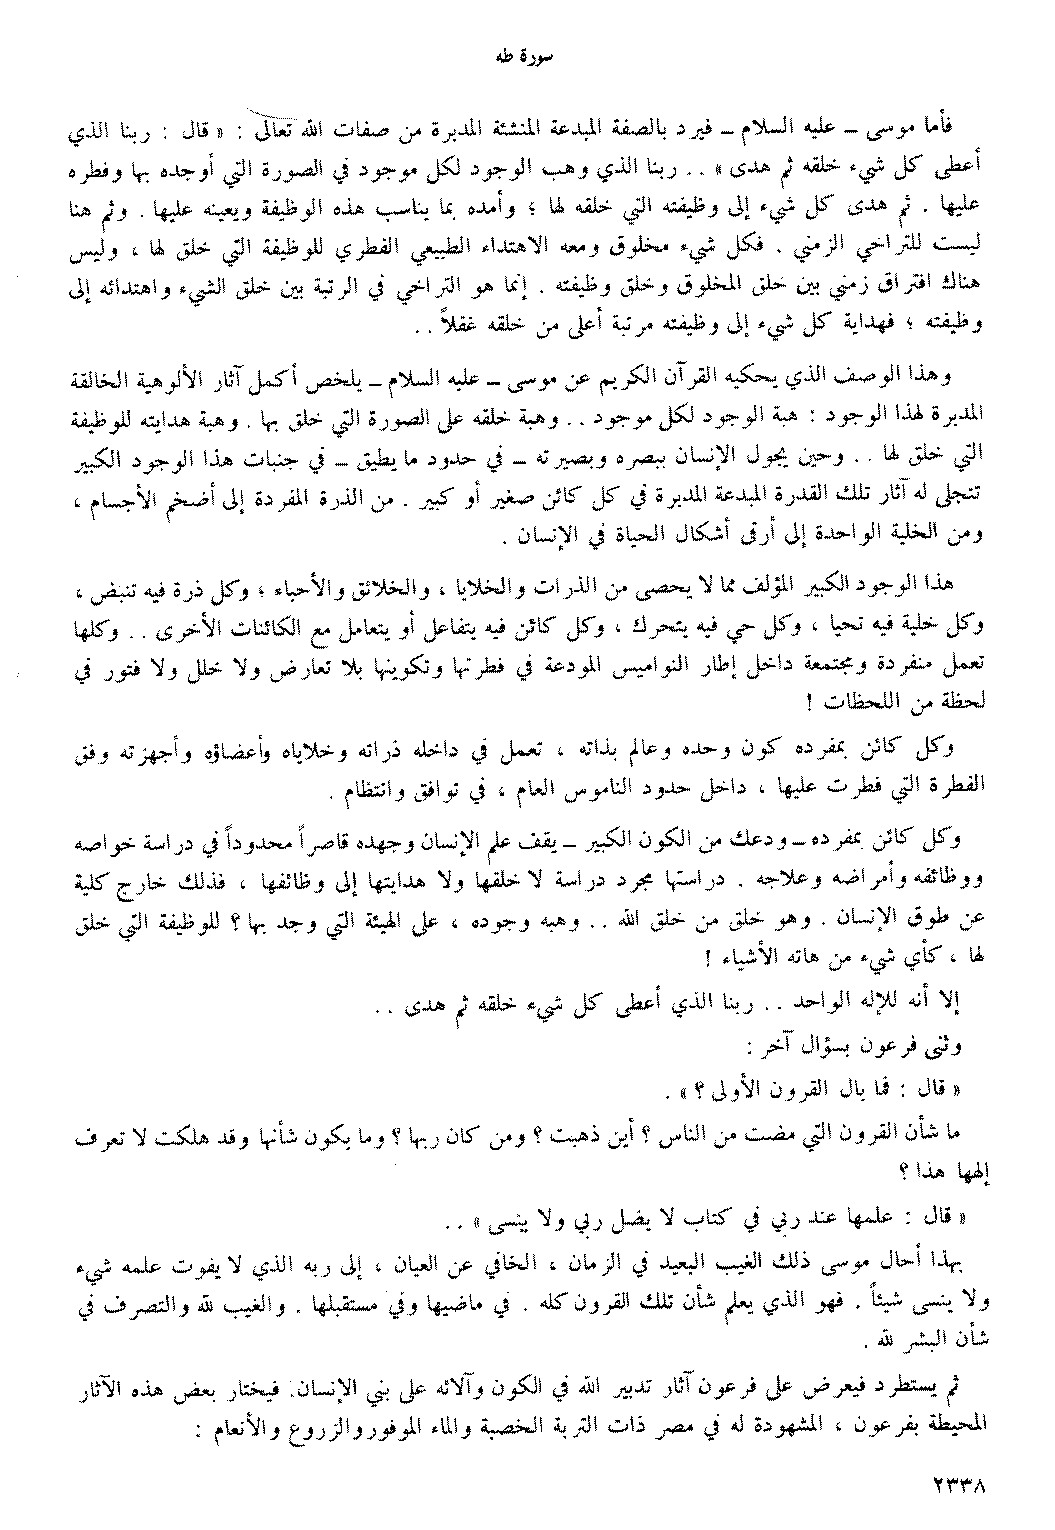 سورة طه
فأما موسى ــ عليه السلام ــ فيرد بالصفة المبدعة المنشئة المدبرة من صفات الله تعالى : « قال : ربنا الذي
أعطى كل شيء خلقه ثم هدى » . . ربنا الذي وهب الوجود لكل موجود في الصورة التي أوجده بها وفطره
عليها . ثم هدى كل شيء إلى وظيفته التي خلقه لها ؛ وأمده بما يناسب هذه الوظيفة ويعينه عليها . وثم هنا
ليست للتراخي الزمني . فكل شيء مخلوق ومعه الاهتداء الطبيعي الفطري للوظيفة التي خلق لها ، وليس
هناك افتراق زمني بين خلق المخلوق وخلق وظيفته . إنما هو التراخي في الرتبة بين خلق الشيء واهتدائه إلى
وظيفته ؛ فهداية كل شيء إلى وظيفته مرتبة أعلى من خلقه غفلاً . .
وهذا الوصف الذي يحكيه القرآن الكريم عن موسى ــ عليه السلام ــ يلخص أكمل آثار الألوهية الخالقة
المدبرة لهذا الوجود : هبة الوجود لكل موجود . . وهبة خلقه على الصورة التي خلق بها . وهبة هدايته للوظيفة
التي خلق لها . . وحين يجول الإنسان ببصره وبصيرته ــ في حدود ما يطيق ــ في جنبات هذا الوجود الكبير
تتجلى له آثار تلك القدرة المبدعة المدبرة في كل كائن صغير أو كبير . من الذرة المفردة إلى أضخم الأجسام ،
ومن الخلية الواحدة إلى أرقى أشكال الحياة في الإنسان .
هذا الوجود الكبير المؤلف مما لا يحصى من الذرات والخلايا ، والخلائق والأحياء ؛ وكل ذرة فيه تنبض ،
وكل خلية فيه تحيا ، وكل حي فيه يتحرك ، وكل كائن فيه يتفاعل أو يتعامل مع الكائنات الأخرى . . وكلها
تعمل منفردة ومجتمعة داخل إطار النواميس المودعة في فطرتها وتكوينها بلا تعارض ولا خلل ولا فتور في
لحظة من اللحظات !
وكل كائن بمفرده كون وحده وعالم بذاته ، تعمل في داخله ذراته وخلاياه وأعضاؤه وأجهزته وفق
الفطرة التي فطرت عليها ، داخل حدود الناموس العام ، في توافق وانتظام .
وكل كائن بمفرده ــ ودعك من الكون الكبير ــ يقف علم الإنسان وجهده قاصراً محدوداً في دراسة خواصه
ووظائفه وأمراضه وعلاجه . دراستها مجرد دراسة لا خلقها ولا هدايتها إلى وظائفها ، فذلك خارج كلية
عن طوق الإنسان . وهو خلق من خلق الله . . وهبه وجوده ، على الهيئة التي وجد بها ؟ للوظيفة التي خلق
لها ، كأي شيء من هاته الأشياء !
إلا أنه للإله الواحد . . ربنا الذي أعطى كل شيء خلقه ثم هدى . .
وثنى فرعون بسؤال آخر :
« قال : فما بال القرون الأولى ؟ » .
ما شأن القرون التي مضت من الناس ؟ أين ذهبت ؟ ومن كان ربها ؟ وما يكون شأنها وقد هلكت لا تعرف
إلهها هذا ؟
« قال : علمها عند ربي في كتاب لا يضل ربي ولا ينسى » . .
بهذا أحال موسى ذلك الغيب البعيد في الزمان ، الخافي عن العيان ، إلى ربه الذي لا يفوت علمه شيء
ولا ينسى شيئاً . فهو الذي يعلم شأن تلك القرون كله . في ماضيها وفي مستقبلها . والغيب لله والتصرف في
شأن البشر لله .
ثم يستطرد فيعرض على فرعون آثار تدبير الله في الكون وآلائه على بني الإنسان. فيختار بعض هذه الآثار
المحيطة بفرعون ، المشهودة له في مصر ذات التربة الخصبة والماء الموفور والزروع والأنعام :
٢٣٣٨